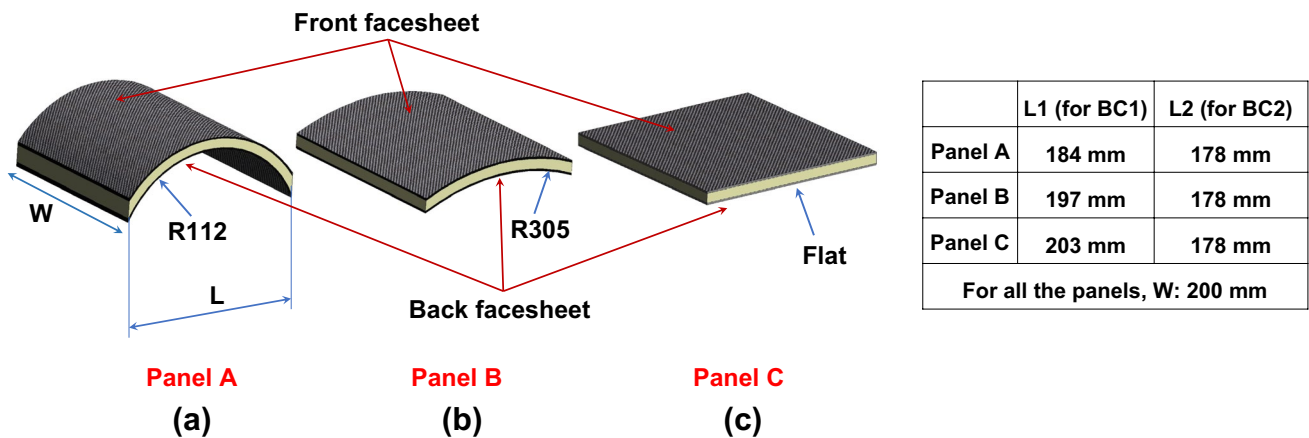 Front facesheet
W
R112
L
R305
Flat
Back facesheet
Panel A
Panel B
Panel C
(a)
(b)
(c)
L1 (for BC1) L2 (for BC2)
Panel A 184 mm 178 mm
Panel B 197 mm 178 mm
Panel C 203 mm 178 mm
For all the panels, W: 200 mm